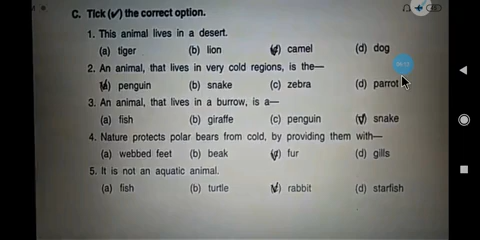 C. Tick (✓) the correct option.
1. This animal lives in a desert.
(a) tiger (b) lion (c) camel (d) dog
2. An animal, that lives in very cold regions, is the—
(a) penguin (b) snake (c) zebra (d) parrot
3. An animal, that lives in a burrow, is a—
(a) fish (b) giraffe (c) penguin (d) snake
4. Nature protects polar bears from cold, by providing them with—
(a) webbed feet (b) beak (c) fur (d) gills
5. It is not an aquatic animal.
(a) fish (b) turtle (c) rabbit (d) starfish